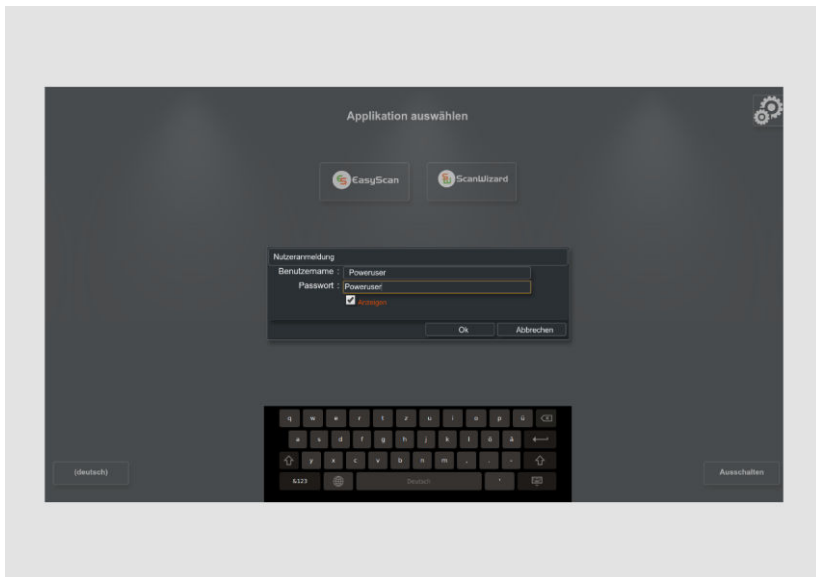 Applikation auswählen
EasyScan
ScanWizard
Nutzeranmeldung
Benutzername : Poweruser
Passwort : Poweruser
Anzeigen
Ok Abbrechen
q w e r t z u i o p ü
a s d f g h j k l ö ä
y x c v b n m , . -
&123 Deutsch '
(deutsch) Ausschalten